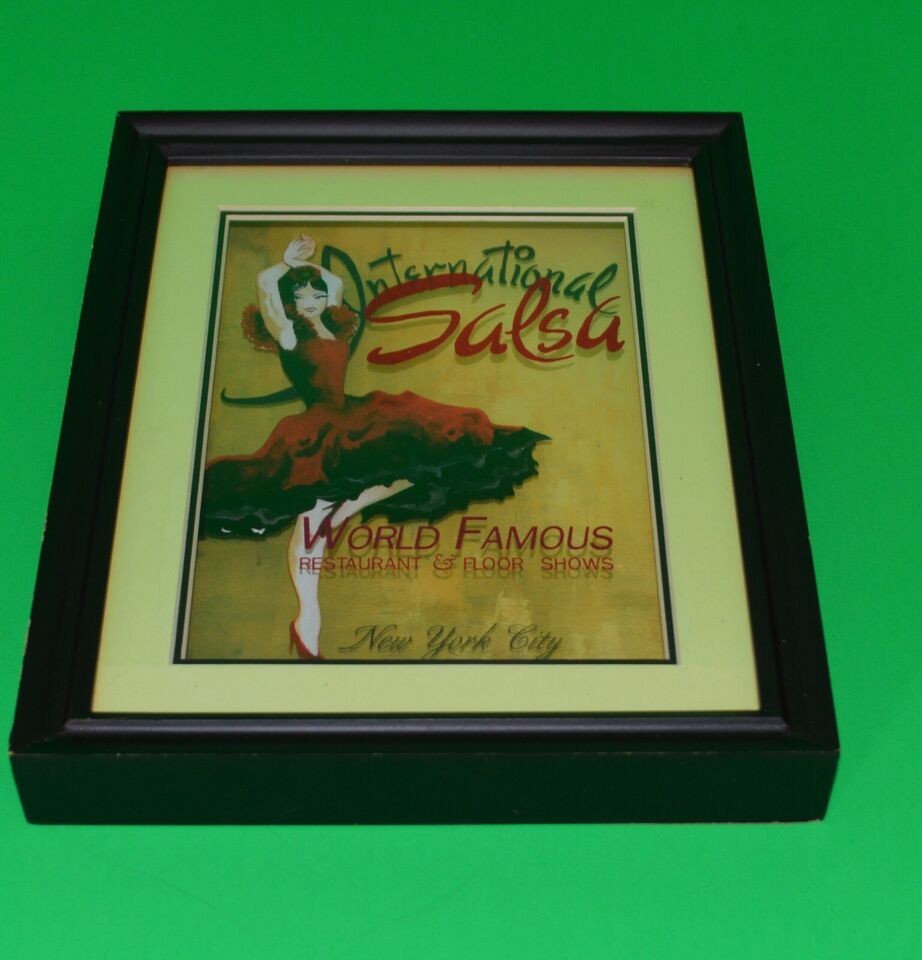 International
Salsa
WORLD FAMOUS
RESTAURANT & FLOOR SHOWS
New York City